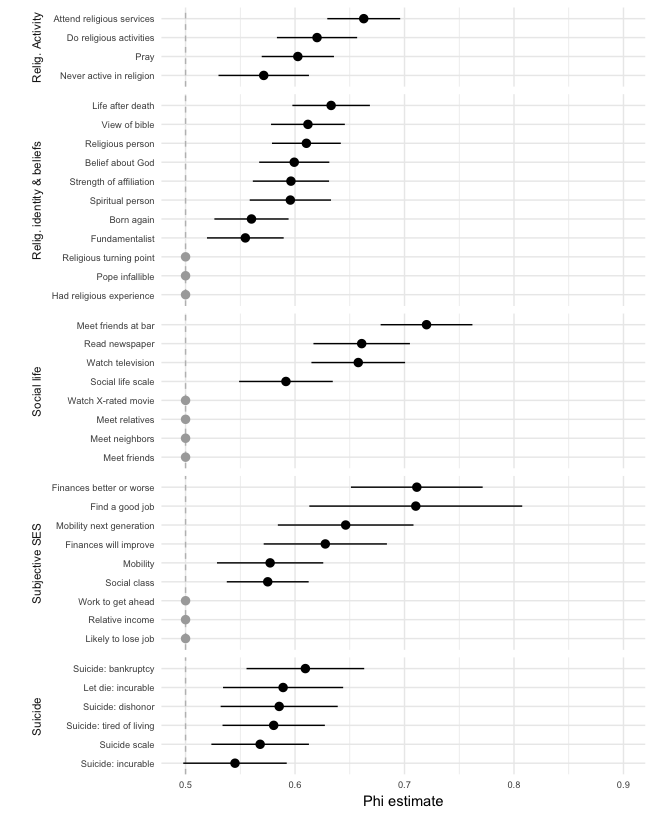 Relig. Activity
Attend religious services
Do religious activities
Pray
Never active in religion
Relig. identity & beliefs
Life after death
View of bible
Religious person
Belief about God
Strength of affiliation
Spiritual person
Born again
Fundamentalist
Religious turning point
Pope infallible
Had religious experience
Social life
Meet friends at bar
Read newspaper
Watch television
Social life scale
Watch X-rated movie
Meet relatives
Meet neighbors
Meet friends
Subjective SES
Finances better or worse
Find a good job
Mobility next generation
Finances will improve
Mobility
Social class
Work to get ahead
Relative income
Likely to lose job
Suicide
Suicide: bankruptcy
Let die: incurable
Suicide: dishonor
Suicide: tired of living
Suicide scale
Suicide: incurable
0.5 0.6 0.7 0.8 0.9
Phi estimate